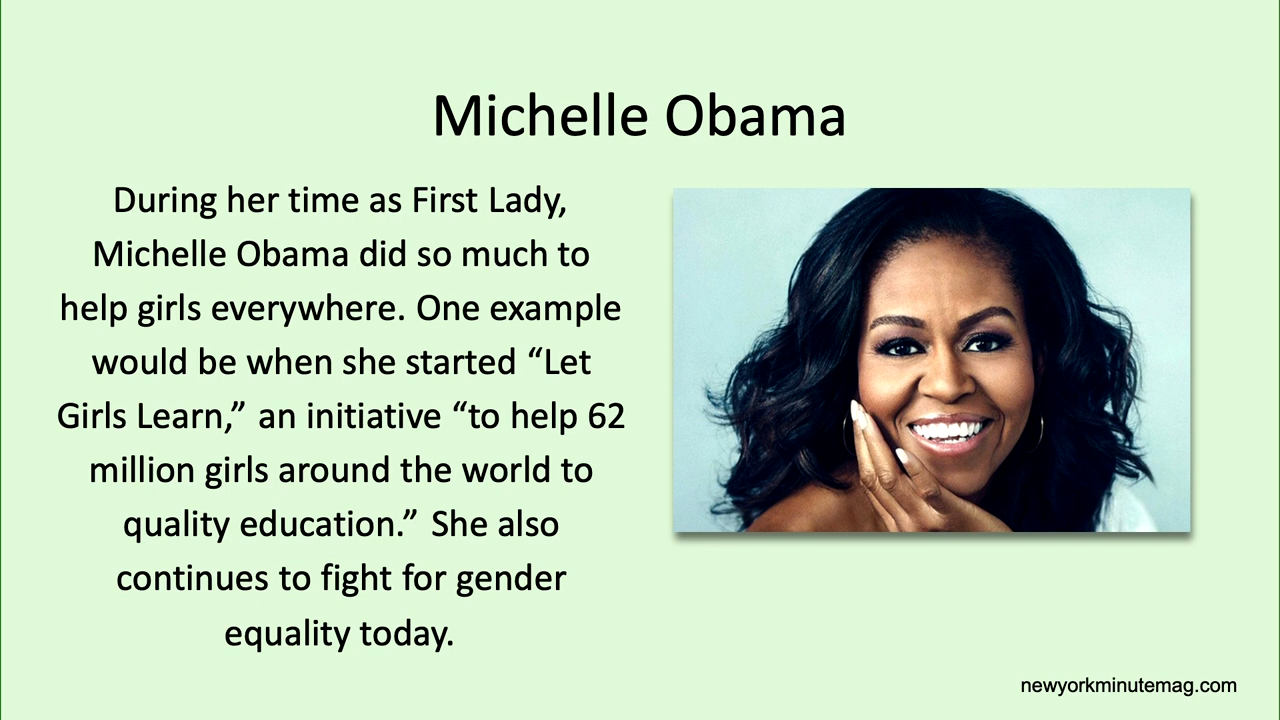 Michelle Obama
During her time as First Lady,
Michelle Obama did so much to
help girls everywhere. One example
would be when she started “Let
Girls Learn,” an initiative “to help 62
million girls around the world to
quality education.” She also
continues to fight for gender
equality today.
newyorkminutemag.com